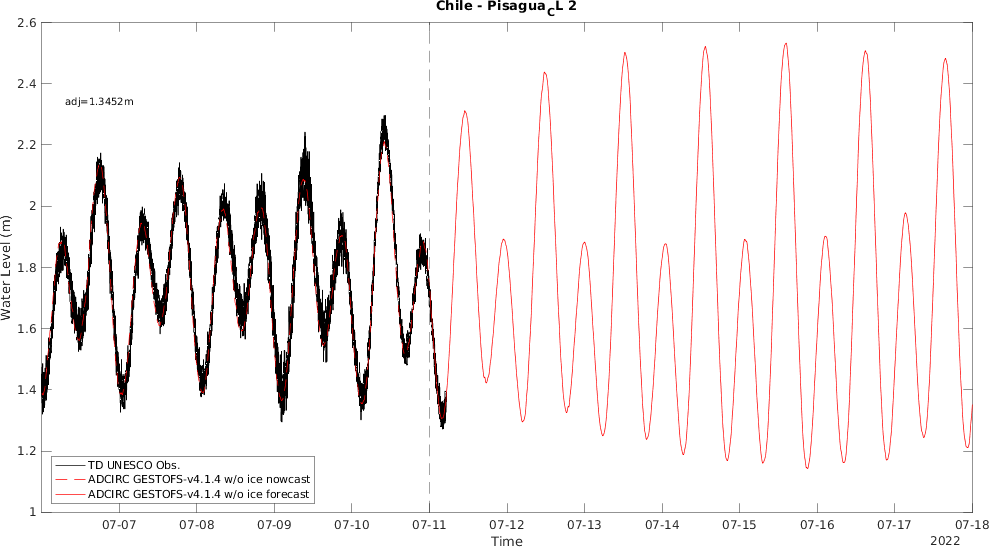 Chile - Pisagua_CL 2
2.6
2.4
2.2
2
1.8
1.6
1.4
1.2
1
Water Level (m)
adj=1.3452m
TD UNESCO Obs.
ADCIRC GESTOFS-v4.1.4 w/o ice nowcast
ADCIRC GESTOFS-v4.1.4 w/o ice forecast
07-07 07-08 07-09 07-10 07-11 07-12 07-13 07-14 07-15 07-16 07-17 07-18
Time
2022